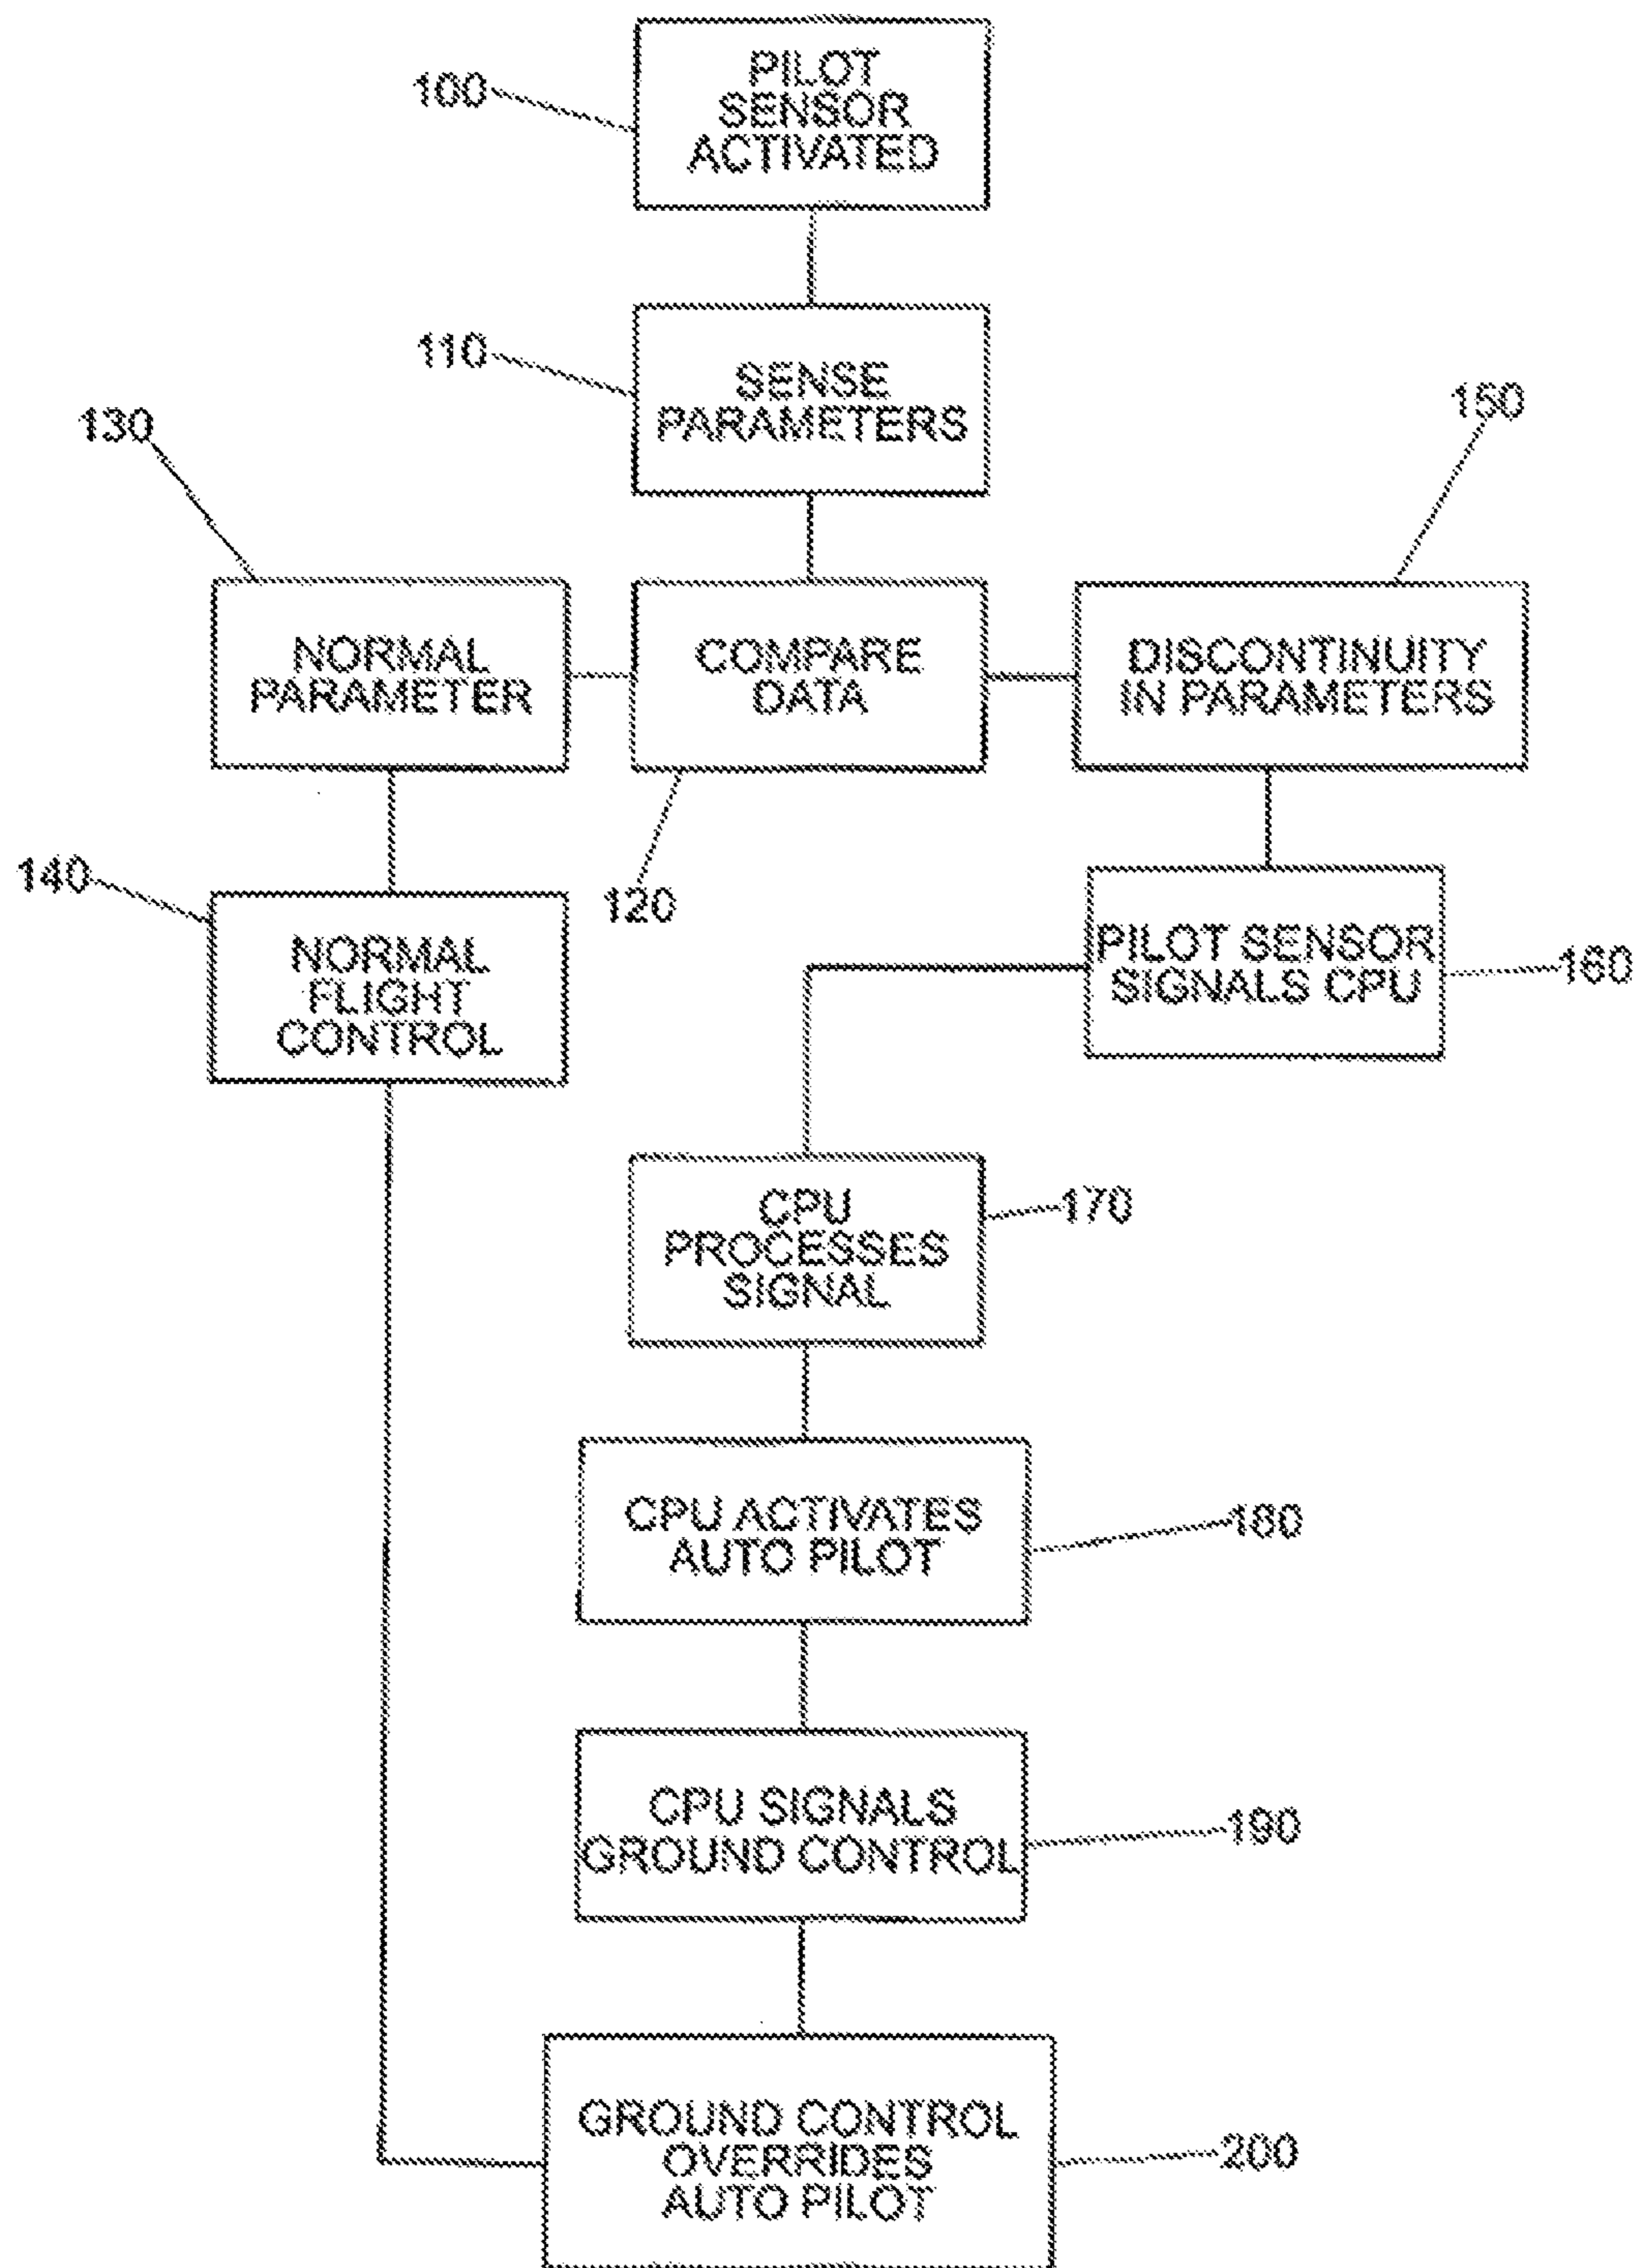 PILOT
SENSOR
ACTIVATED
100
SENSE
PARAMETERS
110
130
150
NORMAL
PARAMETER
COMPARE
DATA
DISCONTINUITY
IN PARAMETERS
140
120
NORMAL
FLIGHT
CONTROL
PILOT SENSOR
SIGNALS CPU
160
CPU
PROCESSES
SIGNAL
170
CPU ACTIVATES
AUTO PILOT
180
CPU SIGNALS
GROUND CONTROL
190
GROUND CONTROL
OVERRIDES
AUTO PILOT
200